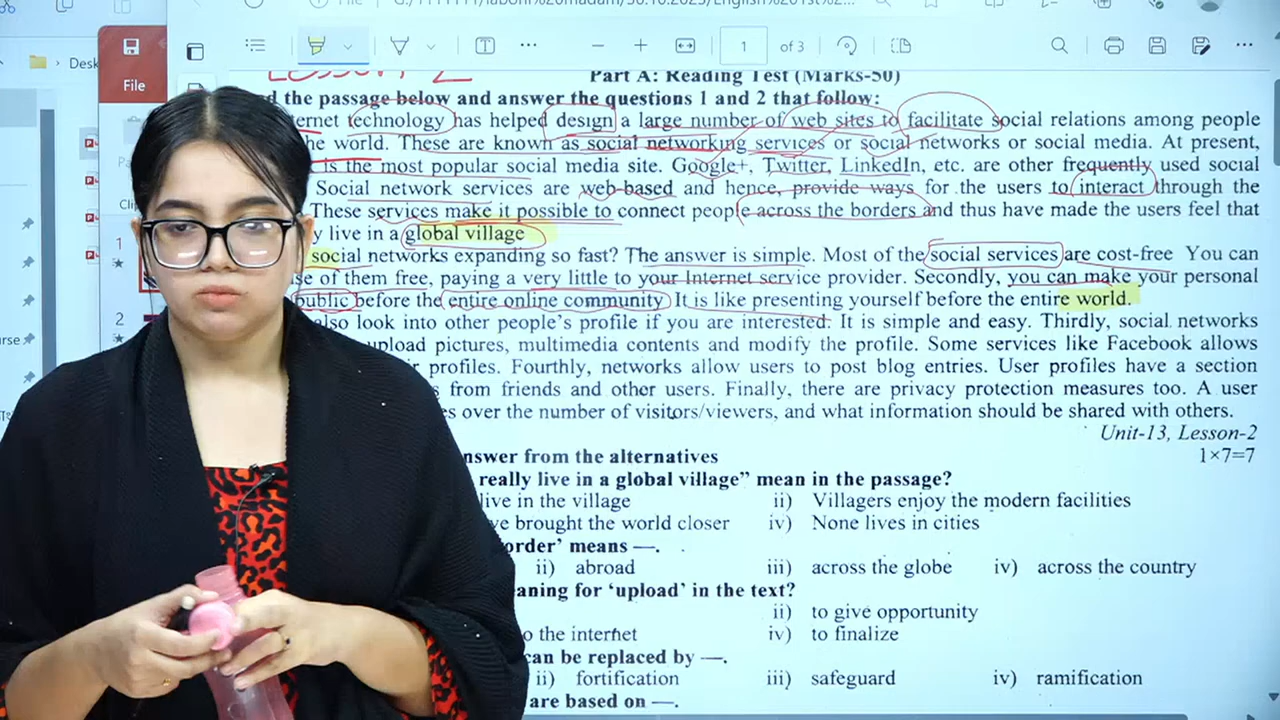 File
1
of 3
Desk
File
Clip
1
2
LESSON - 2
Part A: Reading Test (Marks-50)
d the passage below and answer the questions 1 and 2 that follow:
ternet technology has helped design a large number of web sites to facilitate social relations among people
he world. These are known as social networking services or social networks or social media. At present,
is the most popular social media site. Google+, Twitter, LinkedIn, etc. are other frequently used social
Social network services are web-based and hence, provide ways for the users to interact through the
These services make it possible to connect people across the borders and thus have made the users feel that
y live in a global village
social networks expanding so fast? The answer is simple. Most of the social services are cost-free You can
se of them free, paying a very little to your Internet service provider. Secondly, you can make your personal
public before the entire online community It is like presenting yourself before the entire world.
also look into other people's profile if you are interested. It is simple and easy. Thirdly, social networks
upload pictures, multimedia contents and modify the profile. Some services like Facebook allows
r profiles. Fourthly, networks allow users to post blog entries. User profiles have a section
s from friends and other users. Finally, there are privacy protection measures too. A user
es over the number of visitors/viewers, and what information should be shared with others.
Unit-13, Lesson-2
nswer from the alternatives 1×7=7
really live in a global village” mean in the passage?
live in the village ii) Villagers enjoy the modern facilities
ve brought the world closer iv) None lives in cities
order’ means —.
ii) abroad iii) across the globe iv) across the country
eaning for ‘upload’ in the text?
ii) to give opportunity
o the internet iv) to finalize
can be replaced by —.
ii) fortification iii) safeguard iv) ramification
are based on —.